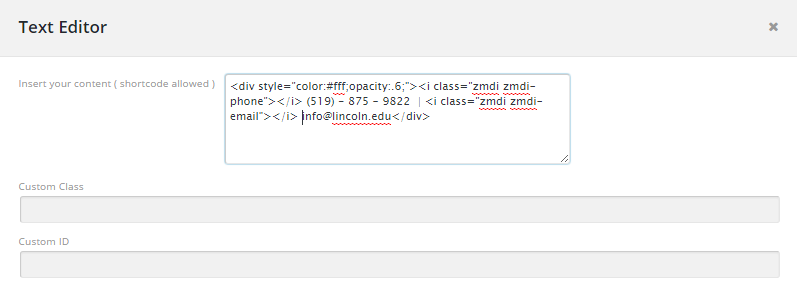 Text Editor ✖
Insert your content ( shortcode allowed )
<div style="color:#fff;opacity:.6;"><i class="zmdi zmdi-
phone"></i> (519) - 875 - 9822 | <i class="zmdi zmdi-
email"></i> info@lincoln.edu</div>
Custom Class
Custom ID